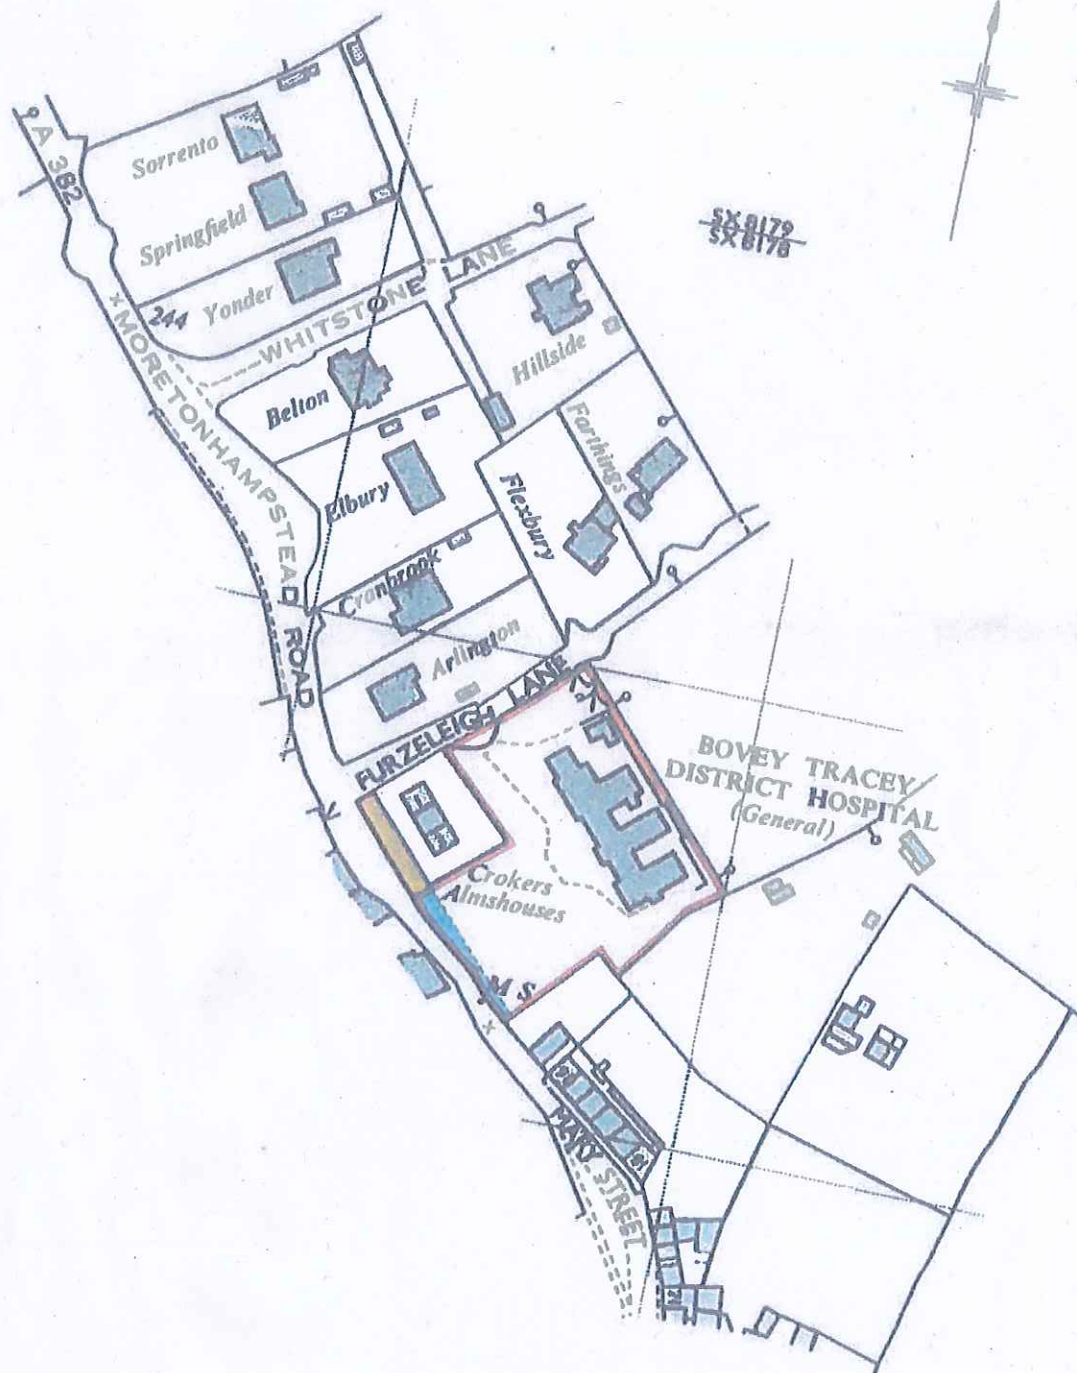 A 382
Sorrento
Springfield
244
Yonder
SX 8179
SX 8178
WHITSTONE LANE
MORETONHAMPSTEAD ROAD
Belton
Hillside
Elbury
Farthings
Flexbury
Cranbrook
Arlington
FURZELEIGH LANE
BOVEY TRACEY
DISTRICT HOSPITAL
(General)
Crokers
Almshouses
M S
MARY STREET